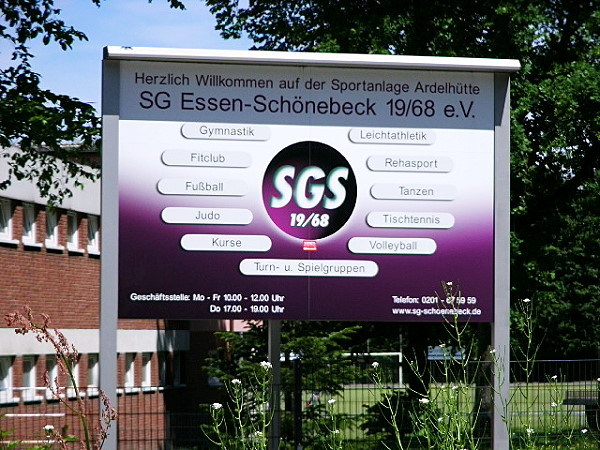 Herzlich Willkommen auf der Sportanlage Ardelhütte
SG Essen-Schönebeck 19/68 e.V.
Gymnastik
Leichtathletik
Fitclub
Rehasport
Fußball
Tanzen
Judo
Tischtennis
Kurse
Volleyball
Turn- u. Spielgruppen
SGS
19/68
Geschäftsstelle: Mo - Fr 10.00 - 12.00 Uhr
Do 17.00 - 19.00 Uhr
Telefon: 0201 - 67 59 59
www.sg-schoenebeck.de